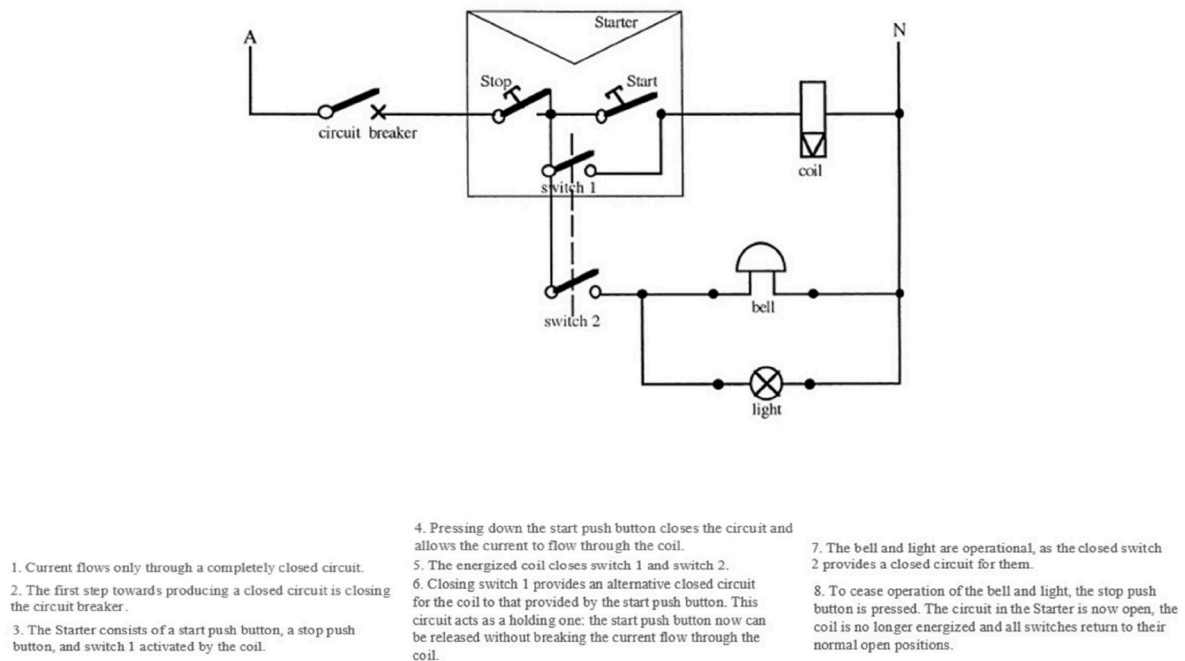 Starter
A
N
Stop
Start
circuit breaker
coil
switch 1
bell
switch 2
light
1. Current flows only through a completely closed circuit.
2. The first step towards producing a closed circuit is closing
the circuit breaker.
3. The Starter consists of a start push button, a stop push
button, and switch 1 activated by the coil.
4. Pressing down the start push button closes the circuit and
allows the current to flow through the coil.
5. The energized coil closes switch 1 and switch 2.
6. Closing switch 1 provides an alternative closed circuit
for the coil to that provided by the start push button. This
circuit acts as a holding one: the start push button now can
be released without breaking the current flow through the
coil.
7. The bell and light are operational, as the closed switch
2 provides a closed circuit for them.
8. To cease operation of the bell and light, the stop push
button is pressed. The circuit in the Starter is now open, the
coil is no longer energized and all switches return to their
normal open positions.